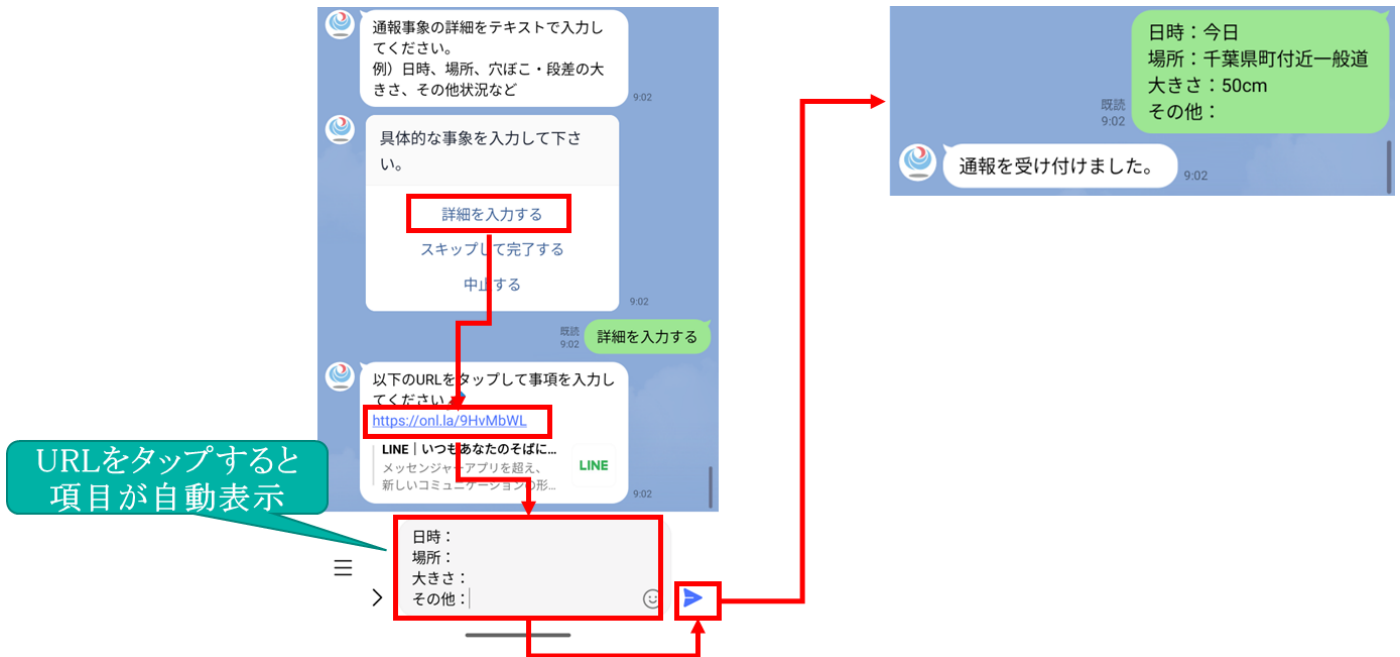 通報事象の詳細をテキストで入力し
てください。
例）日時、場所、穴ぼこ・段差の大
きさ、その他状況など
9:02
具体的な事象を入力して下さ
い。
詳細を入力する
スキップして完了する
中止する
9:02
既読
9:02
詳細を入力する
以下のURLをタップして事項を入力し
てください
https://onl.la/9HvMbWL
LINE｜いつもあなたのそばに...
メッセンジャーアプリを超え、
新しいコミュニケーションの形...
LINE
9:02
URLをタップすると
項目が自動表示
日時：
場所：
大きさ：
その他：
日時：今日
場所：千葉県町付近一般道
大きさ：50cm
その他：
既読
9:02
通報を受け付けました。
9:02